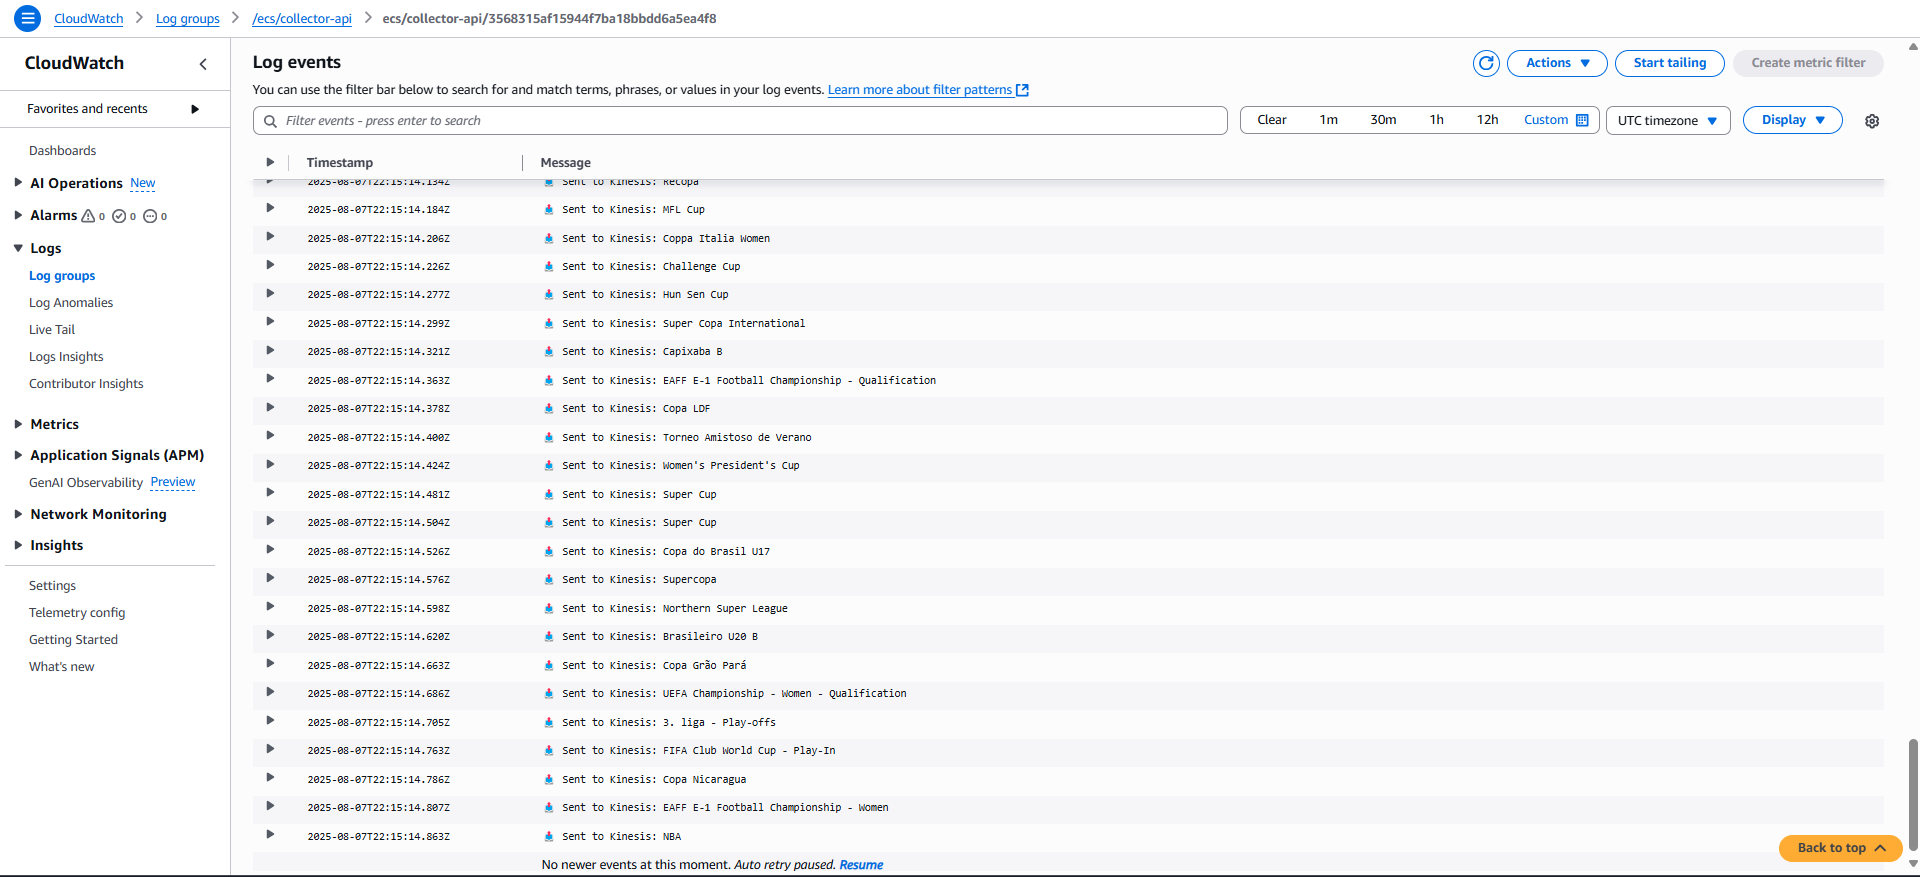 CloudWatch > Log groups > /ecs/collector-api > ecs/collector-api/3568315af15944f7ba18bbdd6a5ea4f8
CloudWatch
Favorites and recents
Dashboards
AI Operations New
Alarms 0 0 0
Logs
Log groups
Log Anomalies
Live Tail
Logs Insights
Contributor Insights
Metrics
Application Signals (APM)
GenAI Observability Preview
Network Monitoring
Insights
Settings
Telemetry config
Getting Started
What's new
Log events
Actions Start tailing Create metric filter
You can use the filter bar below to search for and match terms, phrases, or values in your log events. Learn more about filter patterns
Filter events - press enter to search
Clear 1m 30m 1h 12h Custom UTC timezone Display
Timestamp Message
2025-08-07T22:15:14.134Z Sent to Kinesis: Recopa
2025-08-07T22:15:14.184Z Sent to Kinesis: MFL Cup
2025-08-07T22:15:14.206Z Sent to Kinesis: Coppa Italia Women
2025-08-07T22:15:14.226Z Sent to Kinesis: Challenge Cup
2025-08-07T22:15:14.277Z Sent to Kinesis: Hun Sen Cup
2025-08-07T22:15:14.299Z Sent to Kinesis: Super Copa International
2025-08-07T22:15:14.321Z Sent to Kinesis: Capixaba B
2025-08-07T22:15:14.363Z Sent to Kinesis: EAFF E-1 Football Championship - Qualification
2025-08-07T22:15:14.378Z Sent to Kinesis: Copa LDF
2025-08-07T22:15:14.400Z Sent to Kinesis: Torneo Amistoso de Verano
2025-08-07T22:15:14.424Z Sent to Kinesis: Women's President's Cup
2025-08-07T22:15:14.481Z Sent to Kinesis: Super Cup
2025-08-07T22:15:14.504Z Sent to Kinesis: Super Cup
2025-08-07T22:15:14.526Z Sent to Kinesis: Copa do Brasil U17
2025-08-07T22:15:14.576Z Sent to Kinesis: Supercopa
2025-08-07T22:15:14.598Z Sent to Kinesis: Northern Super League
2025-08-07T22:15:14.620Z Sent to Kinesis: Brasileiro U20 B
2025-08-07T22:15:14.663Z Sent to Kinesis: Copa Grão Pará
2025-08-07T22:15:14.686Z Sent to Kinesis: UEFA Championship - Women - Qualification
2025-08-07T22:15:14.705Z Sent to Kinesis: 3. liga - Play-offs
2025-08-07T22:15:14.763Z Sent to Kinesis: FIFA Club World Cup - Play-In
2025-08-07T22:15:14.786Z Sent to Kinesis: Copa Nicaragua
2025-08-07T22:15:14.807Z Sent to Kinesis: EAFF E-1 Football Championship - Women
2025-08-07T22:15:14.863Z Sent to Kinesis: NBA
No newer events at this moment. Auto retry paused. Resume
Back to top